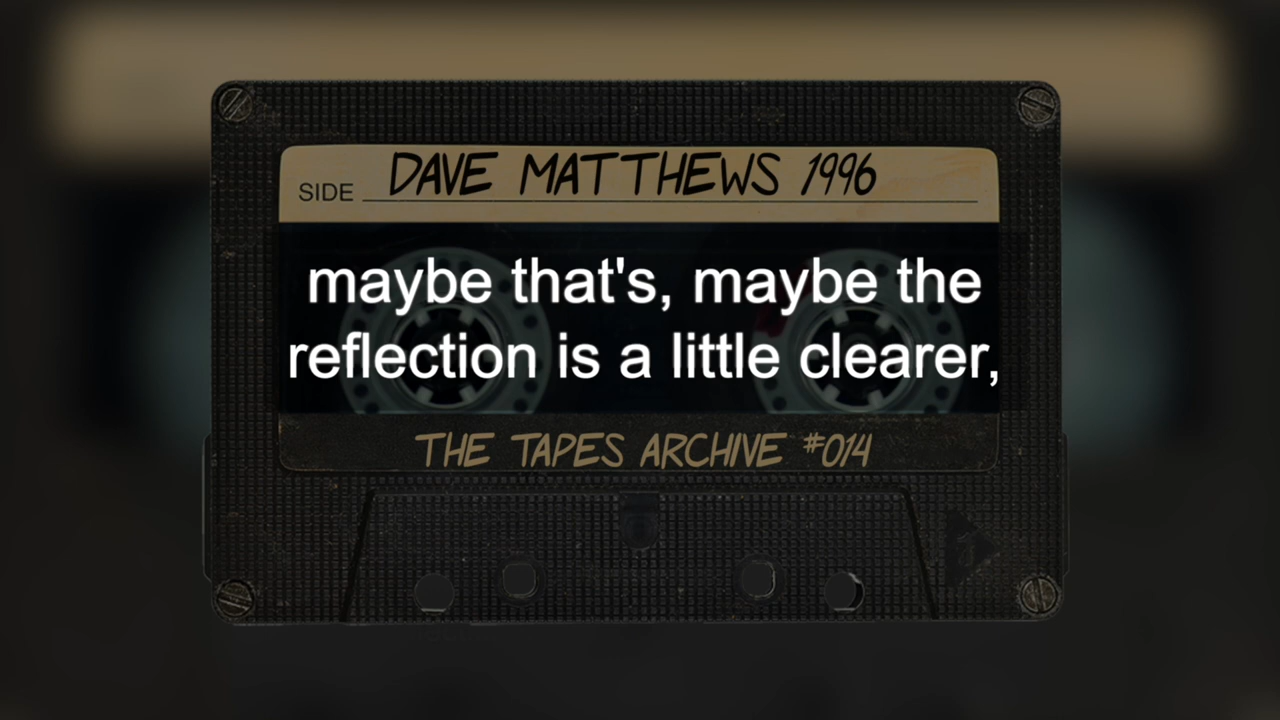 DAVE MATTHEWS 1996
SIDE
maybe that's, maybe the
reflection is a little clearer,
THE TAPES ARCHIVE #014